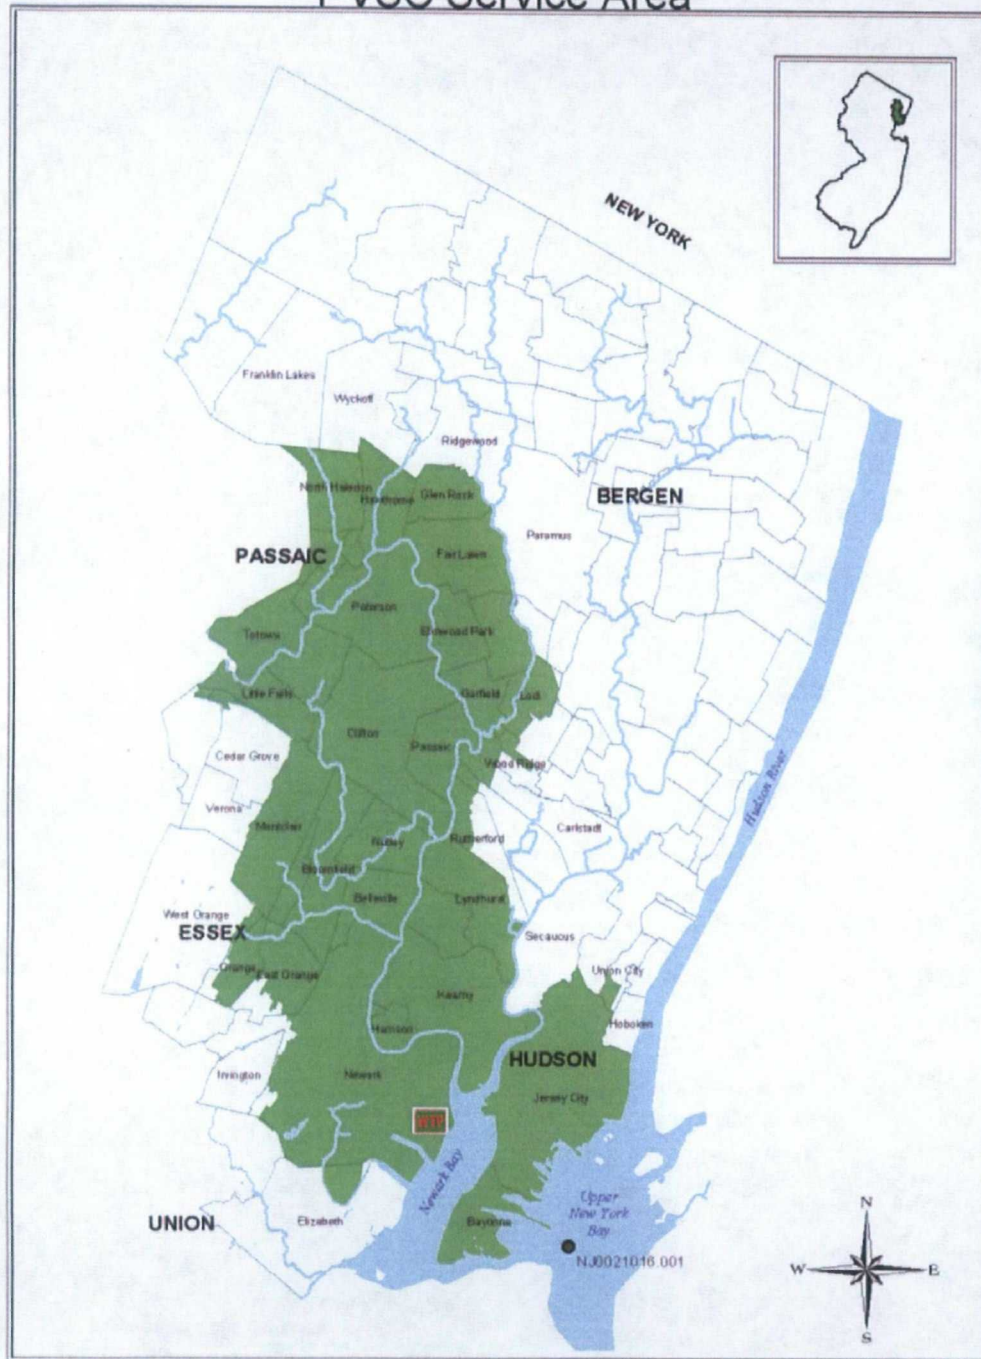 PVSC Service Area
NEW YORK
Franklin Lakes
Wyckoff
Ridgewood
BERGEN
North Haledon
Hawthorne
Glen Rock
Paramus
PASSAIC
Fair Lawn
Paterson
Elmwood Park
Totowa
Little Falls
Garfield
Lodi
Clifton
Passaic
Cedar Grove
Wood Ridge
Hudson River
Verona
Montclair
Carlstadt
Nutley
Rutherford
Bloomfield
Belleville
Lyndhurst
West Orange
ESSEX
Secaucus
Orange
East Orange
Union City
Kearny
Harrison
Hoboken
HUDSON
Irvington
Newark
Jersey City
WTP
Newark Bay
Upper
New York
Bay
UNION
Elizabeth
Bayonne
NJ0021016.001
N
W
E
S